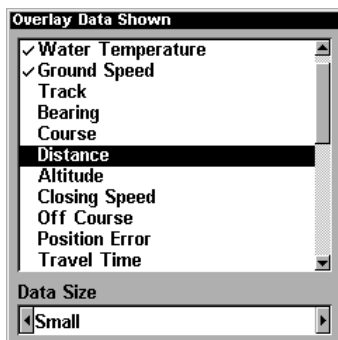 Overlay Data Shown
Water Temperature
Ground Speed
Track
Bearing
Course
Distance
Altitude
Closing Speed
Off Course
Position Error
Travel Time
Data Size
Small